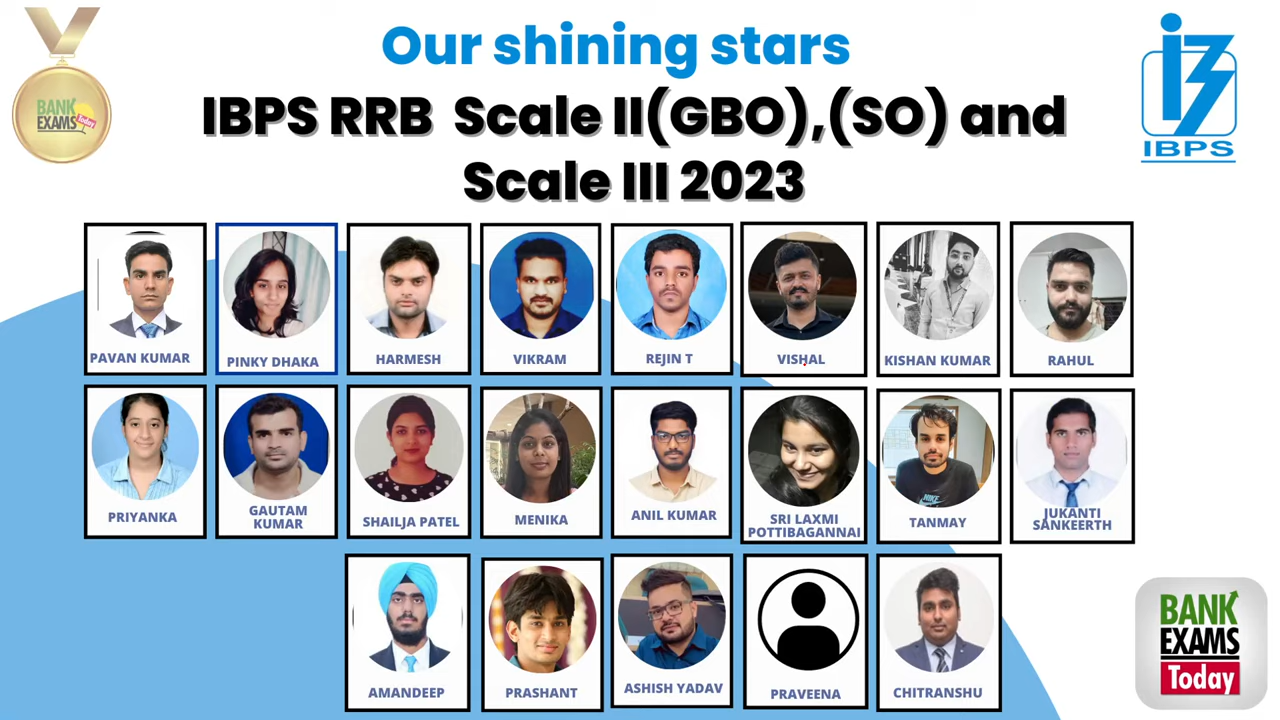 Our shining stars
IBPS RRB Scale II(GBO),(SO) and
Scale III 2023
BANK
EXAMS
Today
IBPS
PAVAN KUMAR
PINKY DHAKA
HARMESH
VIKRAM
REJIN T
VISHAL
KISHAN KUMAR
RAHUL
PRIYANKA
GAUTAM
KUMAR
SHAILJA PATEL
MENIKA
ANIL KUMAR
SRI LAXMI
POTTIBAGANNAI
TANMAY
NIKE
JUKANTI
SANKEERTH
AMANDEEP
PRASHANT
ASHISH YADAV
PRAVEENA
CHITRANSHU
BANK
EXAMS
Today